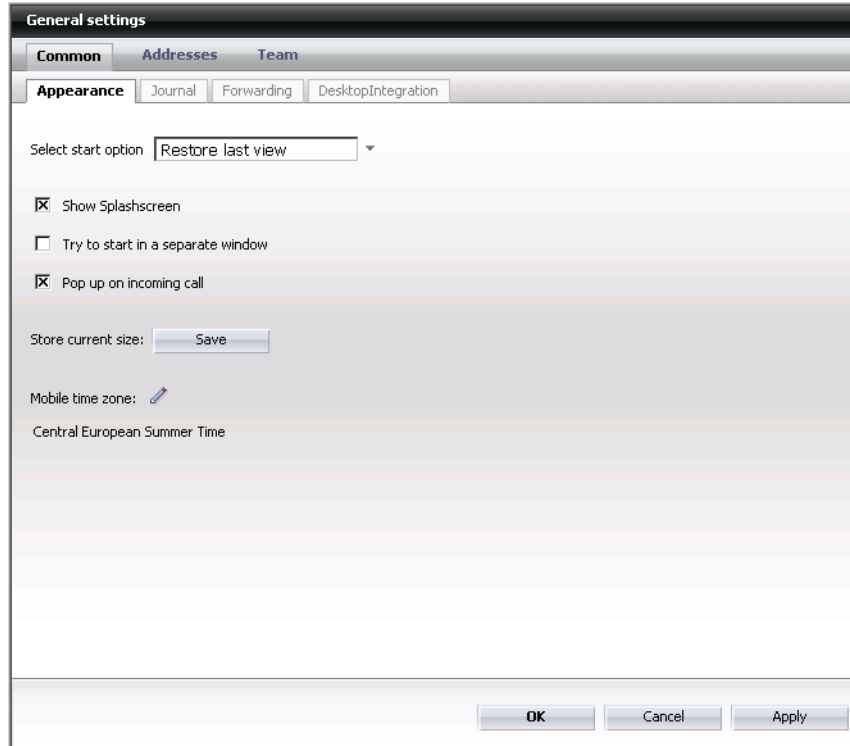 General settings
Common Addresses Team
Appearance Journal Forwarding DesktopIntegration
Select start option Restore last view
Show Splashscreen
Try to start in a separate window
Pop up on incoming call
Store current size: Save
Mobile time zone:
Central European Summer Time
OK Cancel Apply